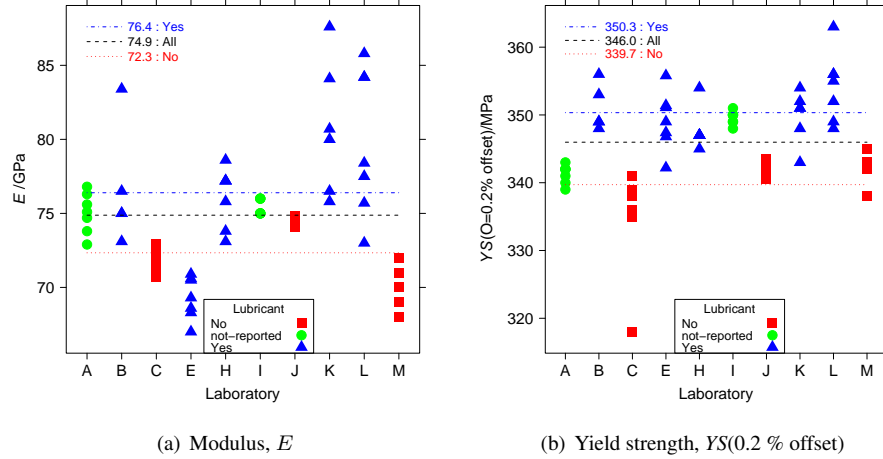 76.4 : Yes
74.9 : All
72.3 : No
85
80
75
70
E /GPa
Lubricant
No
not−reported
Yes
A B C E H I J K L M
Laboratory
(a) Modulus, E
350.3 : Yes
346.0 : All
339.7 : No
360
350
340
330
320
YS(O=0.2% offset)/MPa
Lubricant
No
not−reported
Yes
A B C E H I J K L M
Laboratory
(b) Yield strength, YS(0.2 % offset)